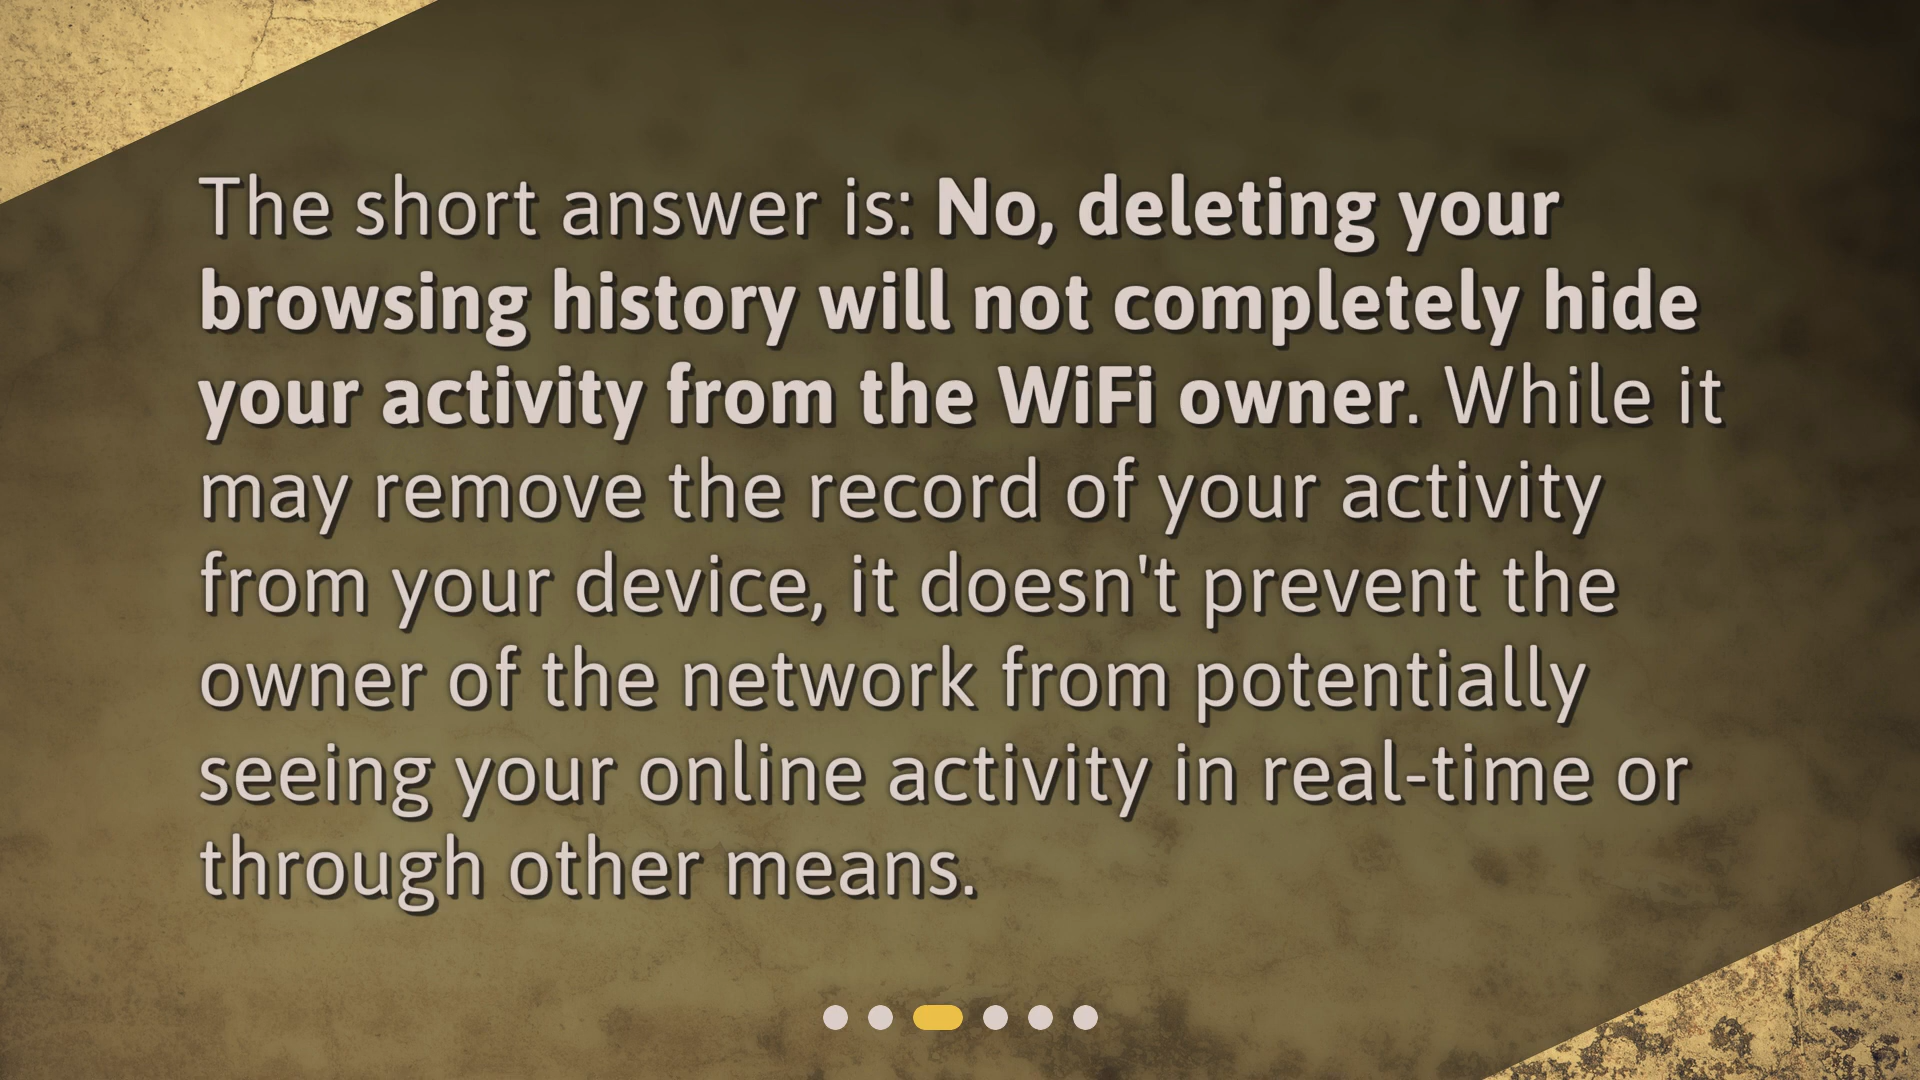 The short answer is: No, deleting your
browsing history will not completely hide
your activity from the WiFi owner. While it
may remove the record of your activity
from your device, it doesn't prevent the
owner of the network from potentially
seeing your online activity in real-time or
through other means.